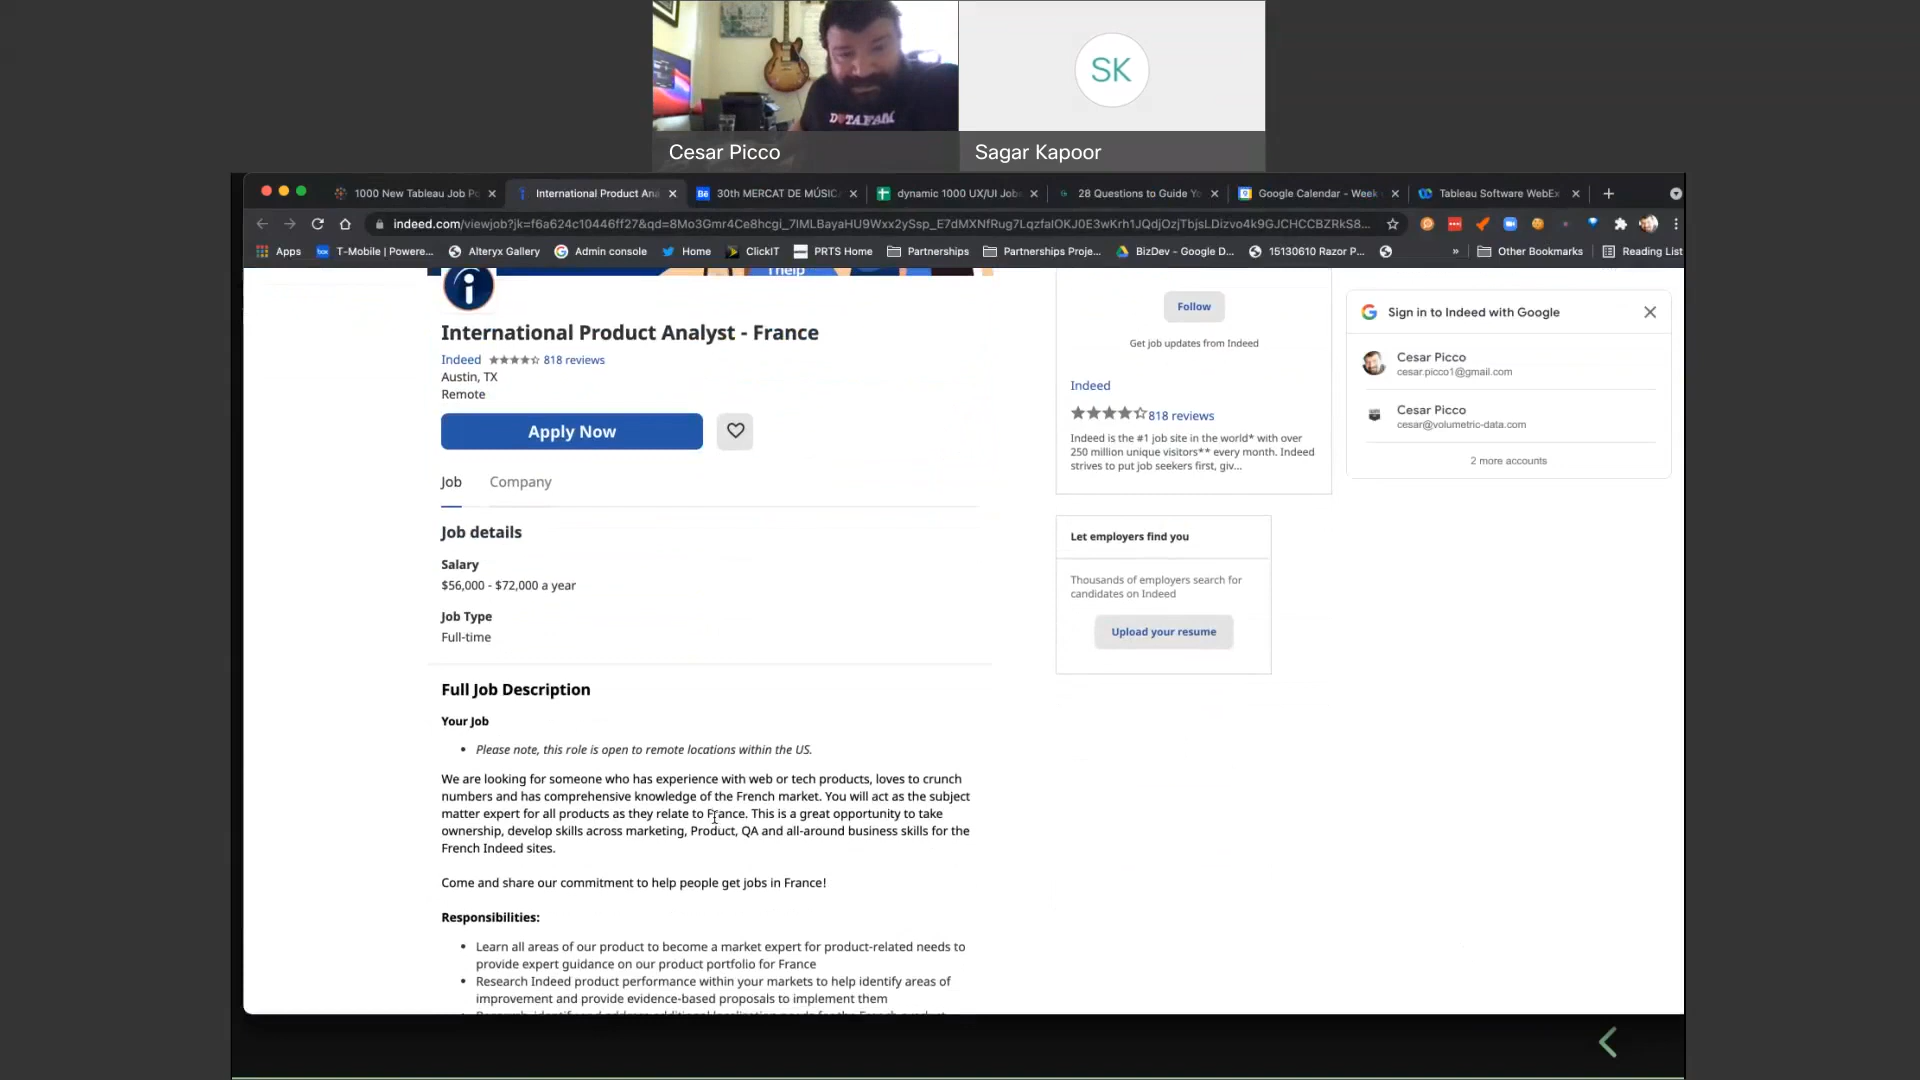 SK
Cesar Picco
Sagar Kapoor
1000 New Tableau Job Po
International Product Ana
Bē 30th MERCAT DE MÚSICA
dynamic 1000 UX/UI Jobs
28 Questions to Guide Yo
Google Calendar - Week
Tableau Software WebEx
Apps
box T-Mobile | Powere...
Alteryx Gallery
Admin console
Home
ClickIT
PRTS Home
Partnerships
Partnerships Proje...
BizDev - Google D...
15130610 Razor P...
»
Other Bookmarks
Reading List
I help
International Product Analyst - France
Indeed 818 reviews
Austin, TX
Remote
Apply Now
Job Company
Job details
Salary
$56,000 - $72,000 a year
Job Type
Full-time
Full Job Description
Your Job
• Please note, this role is open to remote locations within the US.
We are looking for someone who has experience with web or tech products, loves to crunch
numbers and has comprehensive knowledge of the French market. You will act as the subject
matter expert for all products as they relate to France. This is a great opportunity to take
ownership, develop skills across marketing, Product, QA and all-around business skills for the
French Indeed sites.
Come and share our commitment to help people get jobs in France!
Responsibilities:
• Learn all areas of our product to become a market expert for product-related needs to
provide expert guidance on our product portfolio for France
• Research Indeed product performance within your markets to help identify areas of
improvement and provide evidence-based proposals to implement them
Follow
Get job updates from Indeed
Indeed
818 reviews
Indeed is the #1 job site in the world* with over
250 million unique visitors** every month. Indeed
strives to put job seekers first, giv...
Let employers find you
Thousands of employers search for
candidates on Indeed
Upload your resume
Sign in to Indeed with Google
Cesar Picco
cesar.picco1@gmail.com
Cesar Picco
cesar@volumetric-data.com
2 more accounts